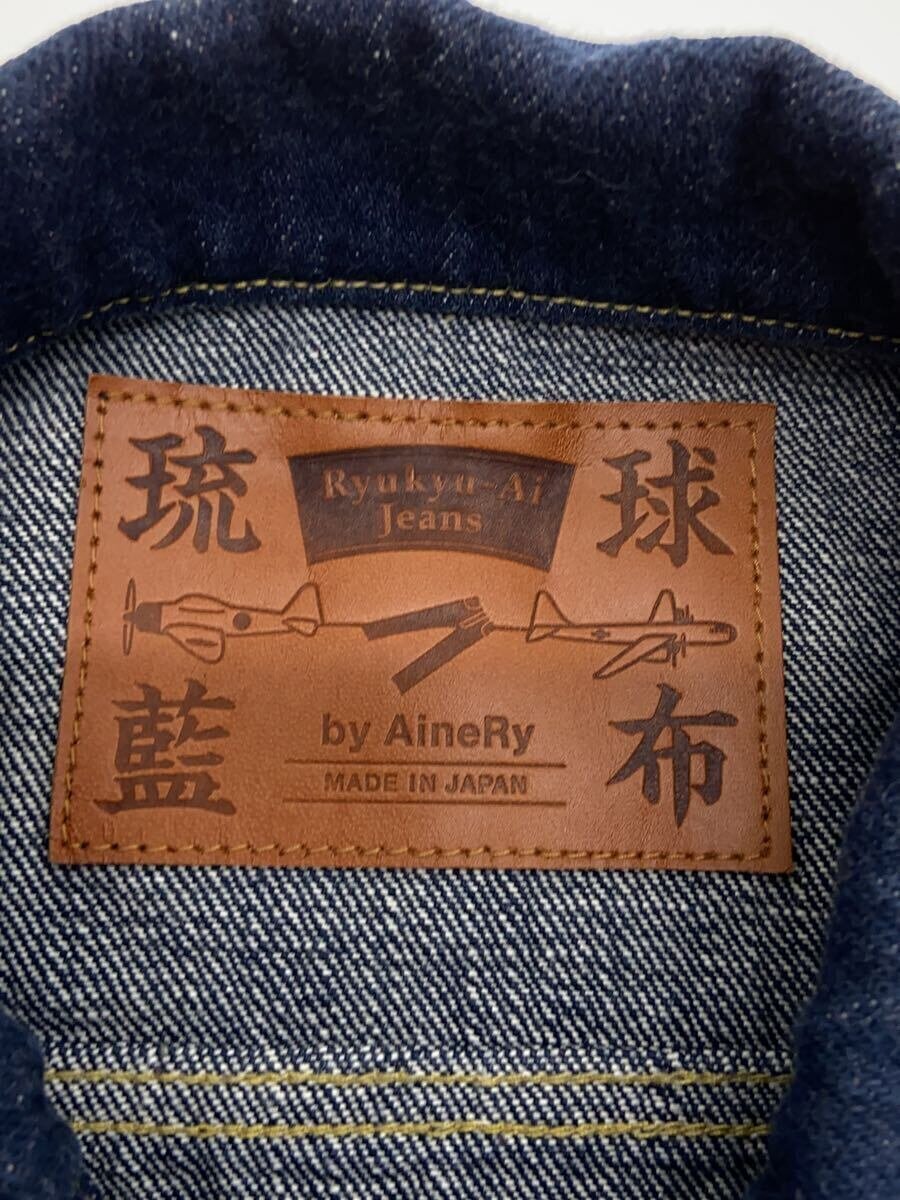 琉球
Ryukyu-Ai
Jeans
藍布
by AineRy
MADE IN JAPAN